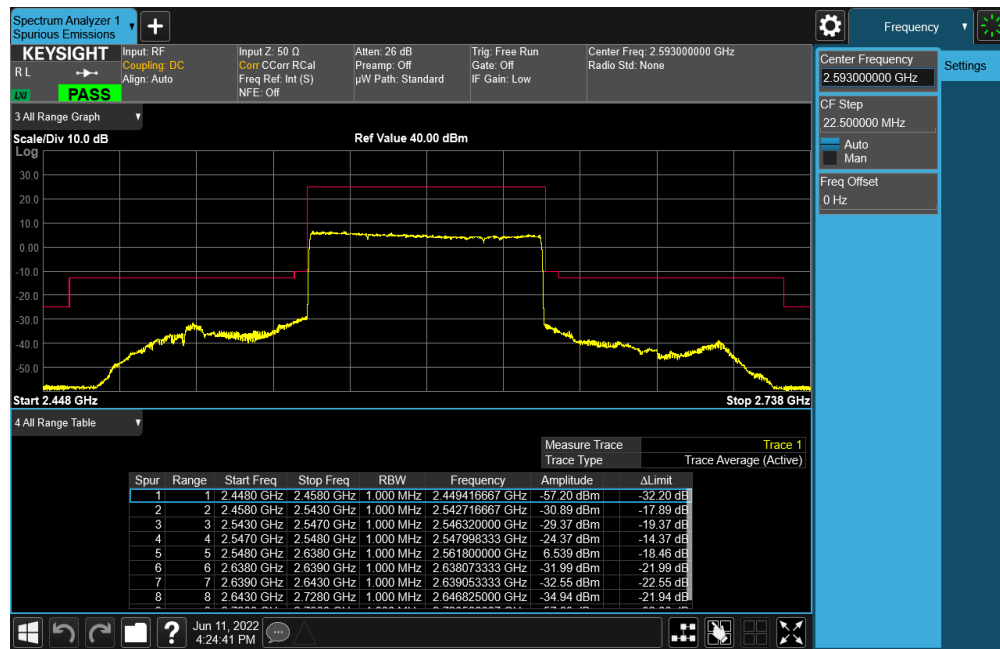 Spectrum Analyzer 1
Spurious Emissions
Frequency
KEYSIGHT
R L
LXI
PASS
Input: RF
Coupling: DC
Align: Auto
Input Z: 50 Ω
Corr CCorr RCal
Freq Ref: Int (S)
NFE: Off
Atten: 26 dB
Preamp: Off
µW Path: Standard
Trig: Free Run
Gate: Off
IF Gain: Low
Center Freq: 2.593000000 GHz
Radio Std: None
Center Frequency
2.593000000 GHz
Settings
CF Step
22.500000 MHz
Auto
Man
Freq Offset
0 Hz
3 All Range Graph
Scale/Div 10.0 dB
Ref Value 40.00 dBm
Log
30.0
20.0
10.0
0.00
-10.0
-20.0
-30.0
-40.0
-50.0
Start 2.448 GHz
Stop 2.738 GHz
4 All Range Table
Measure Trace Trace 1
Trace Type Trace Average (Active)
Spur Range Start Freq Stop Freq RBW Frequency Amplitude ΔLimit
1 1 2.4480 GHz 2.4580 GHz 1.000 MHz 2.449416667 GHz -57.20 dBm -32.20 dB
2 2 2.4580 GHz 2.5430 GHz 1.000 MHz 2.542716667 GHz -30.89 dBm -17.89 dB
3 3 2.5430 GHz 2.5470 GHz 1.000 MHz 2.546320000 GHz -29.37 dBm -19.37 dB
4 4 2.5470 GHz 2.5480 GHz 1.000 MHz 2.547998333 GHz -24.37 dBm -14.37 dB
5 5 2.5480 GHz 2.6380 GHz 1.000 MHz 2.561800000 GHz 6.539 dBm -18.46 dB
6 6 2.6380 GHz 2.6390 GHz 1.000 MHz 2.638073333 GHz -31.99 dBm -21.99 dB
7 7 2.6390 GHz 2.6430 GHz 1.000 MHz 2.639053333 GHz -32.55 dBm -22.55 dB
8 8 2.6430 GHz 2.7280 GHz 1.000 MHz 2.646825000 GHz -34.94 dBm -21.94 dB
Jun 11, 2022
4:24:41 PM